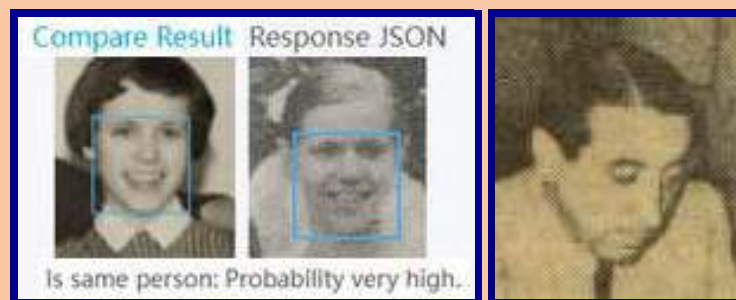 Compare Result Response JSON
Is same person: Probability very high.